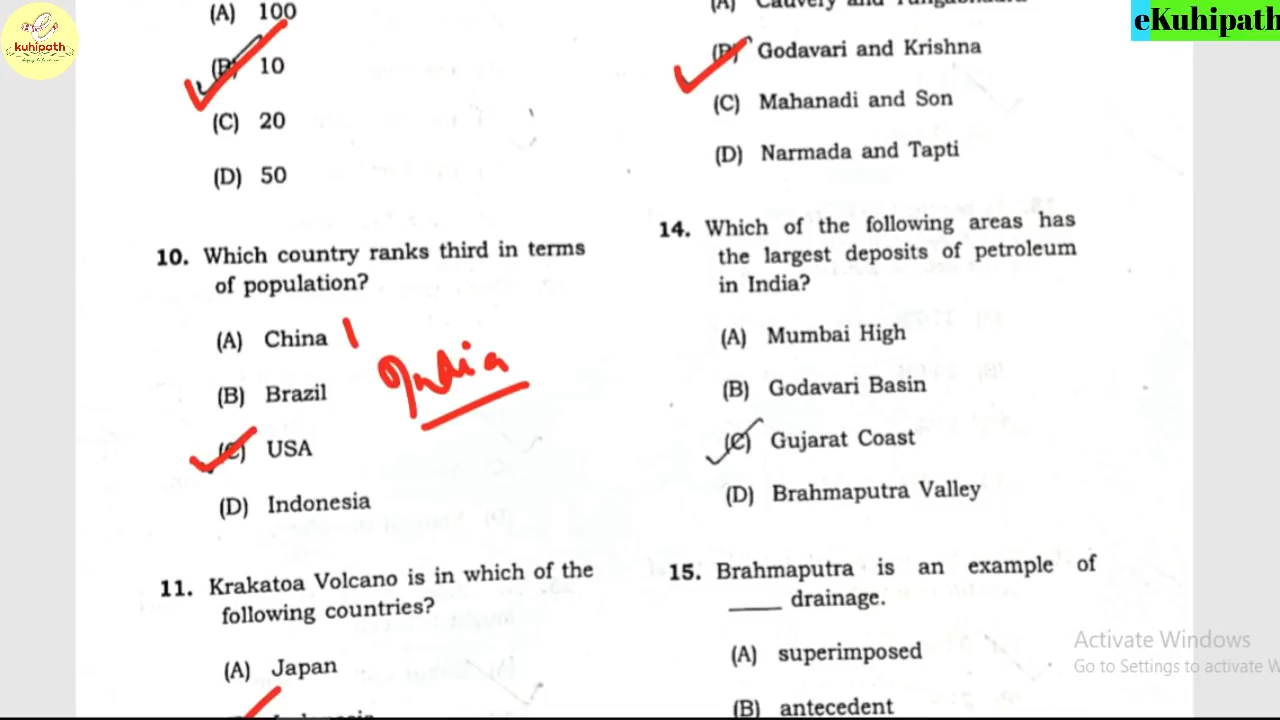 kuhipath
eKuhipath
(A) 100
(B) 10
(C) 20
(D) 50
10. Which country ranks third in terms
of population?
(A) China
(B) Brazil
(C) USA
(D) Indonesia
India
11. Krakatoa Volcano is in which of the
following countries?
(A) Japan
(A) Cauvery and
(B) Godavari and Krishna
(C) Mahanadi and Son
(D) Narmada and Tapti
14. Which of the following areas has
the largest deposits of petroleum
in India?
(A) Mumbai High
(B) Godavari Basin
(C) Gujarat Coast
(D) Brahmaputra Valley
15. Brahmaputra is an example of
____ drainage.
(A) superimposed
(B) antecedent
Activate Windows
Go to Settings to activate W